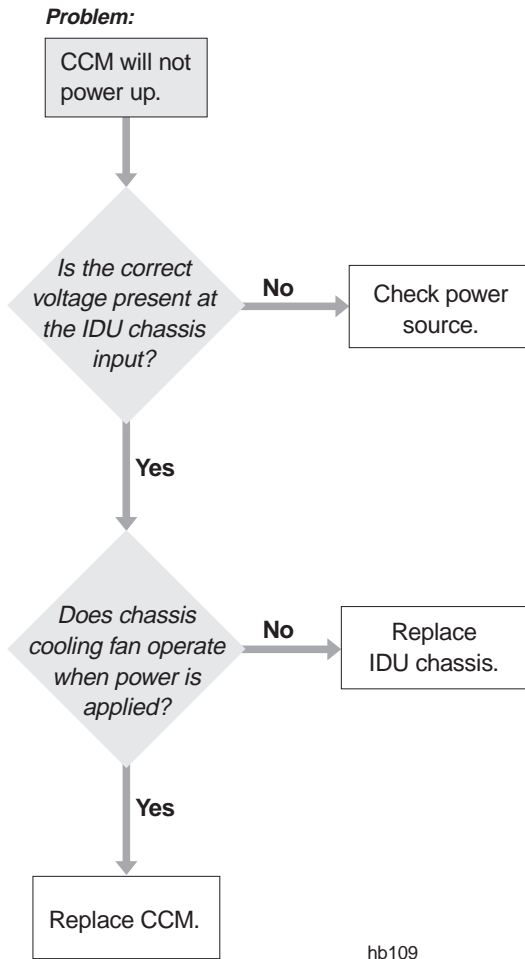 Problem:
CCM will not
power up.
Is the correct
voltage present at
the IDU chassis
input?
No
Check power
source.
Yes
Does chassis
cooling fan operate
when power is
applied?
No
Replace
IDU chassis.
Yes
Replace CCM.
hb109